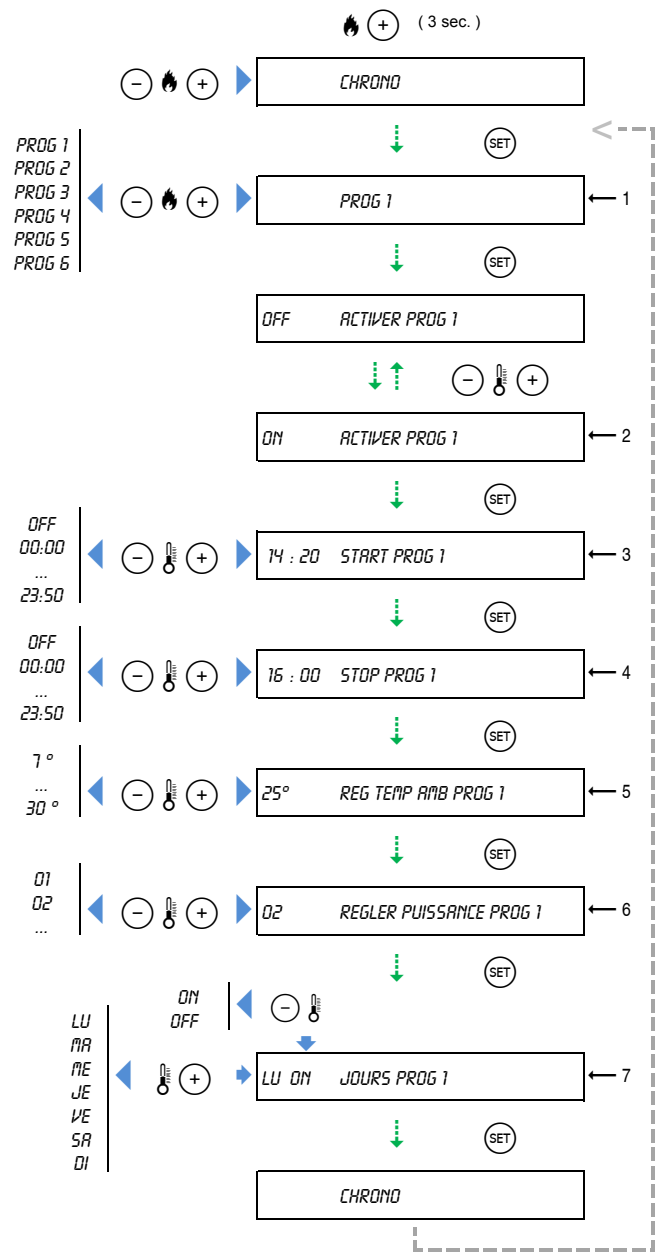 + ( 3 sec. )
- + CHRONO
SET
PROG 1
PROG 2
PROG 3
PROG 4
PROG 5
PROG 6
- + PROG 1 1
SET
OFF ACTIVER PROG 1
- +
ON ACTIVER PROG 1 2
SET
OFF
00:00
...
23:50
- + 14 : 20 START PROG 1 3
SET
OFF
00:00
...
23:50
- + 16 : 00 STOP PROG 1 4
SET
7 °
...
30 °
- + 25° REG TEMP AMB PROG 1 5
SET
01
02
...
- + 02 REGLER PUISSANCE PROG 1 6
SET
ON
OFF
-
LU
MA
ME
JE
VE
SA
DI
+ LU ON JOURS PROG 1 7
SET
CHRONO